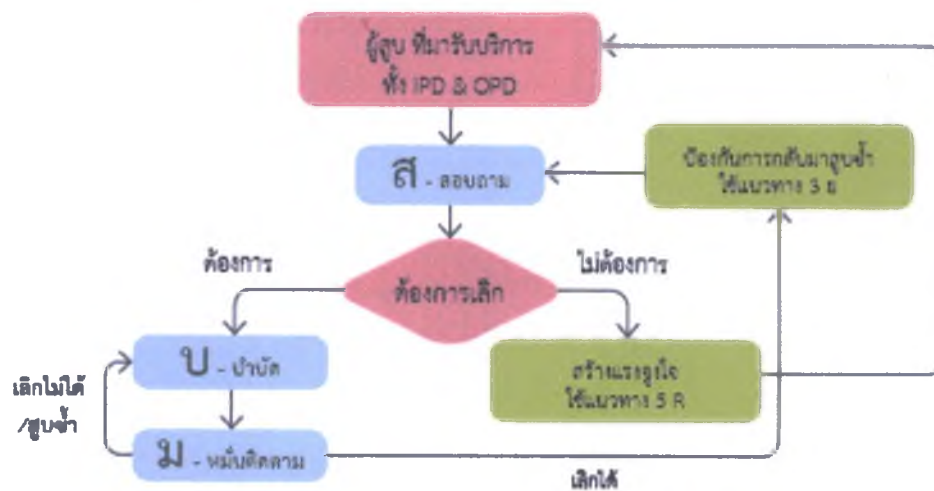 ผู้สูบ ที่มารับบริการ
ทั้ง IPD & OPD
ส - สอบถาม
ป้องกันการกลับมาสูบซ้ำ
ใช้แนวทาง 3 ย
ต้องการ
ต้องการเลิก
ไม่ต้องการ
บ - บำบัด
สร้างแรงจูงใจ
ใช้แนวทาง 5 R
เลิกไม่ได้
/สูบซ้ำ
ม - หมั่นติดตาม
เลิกได้